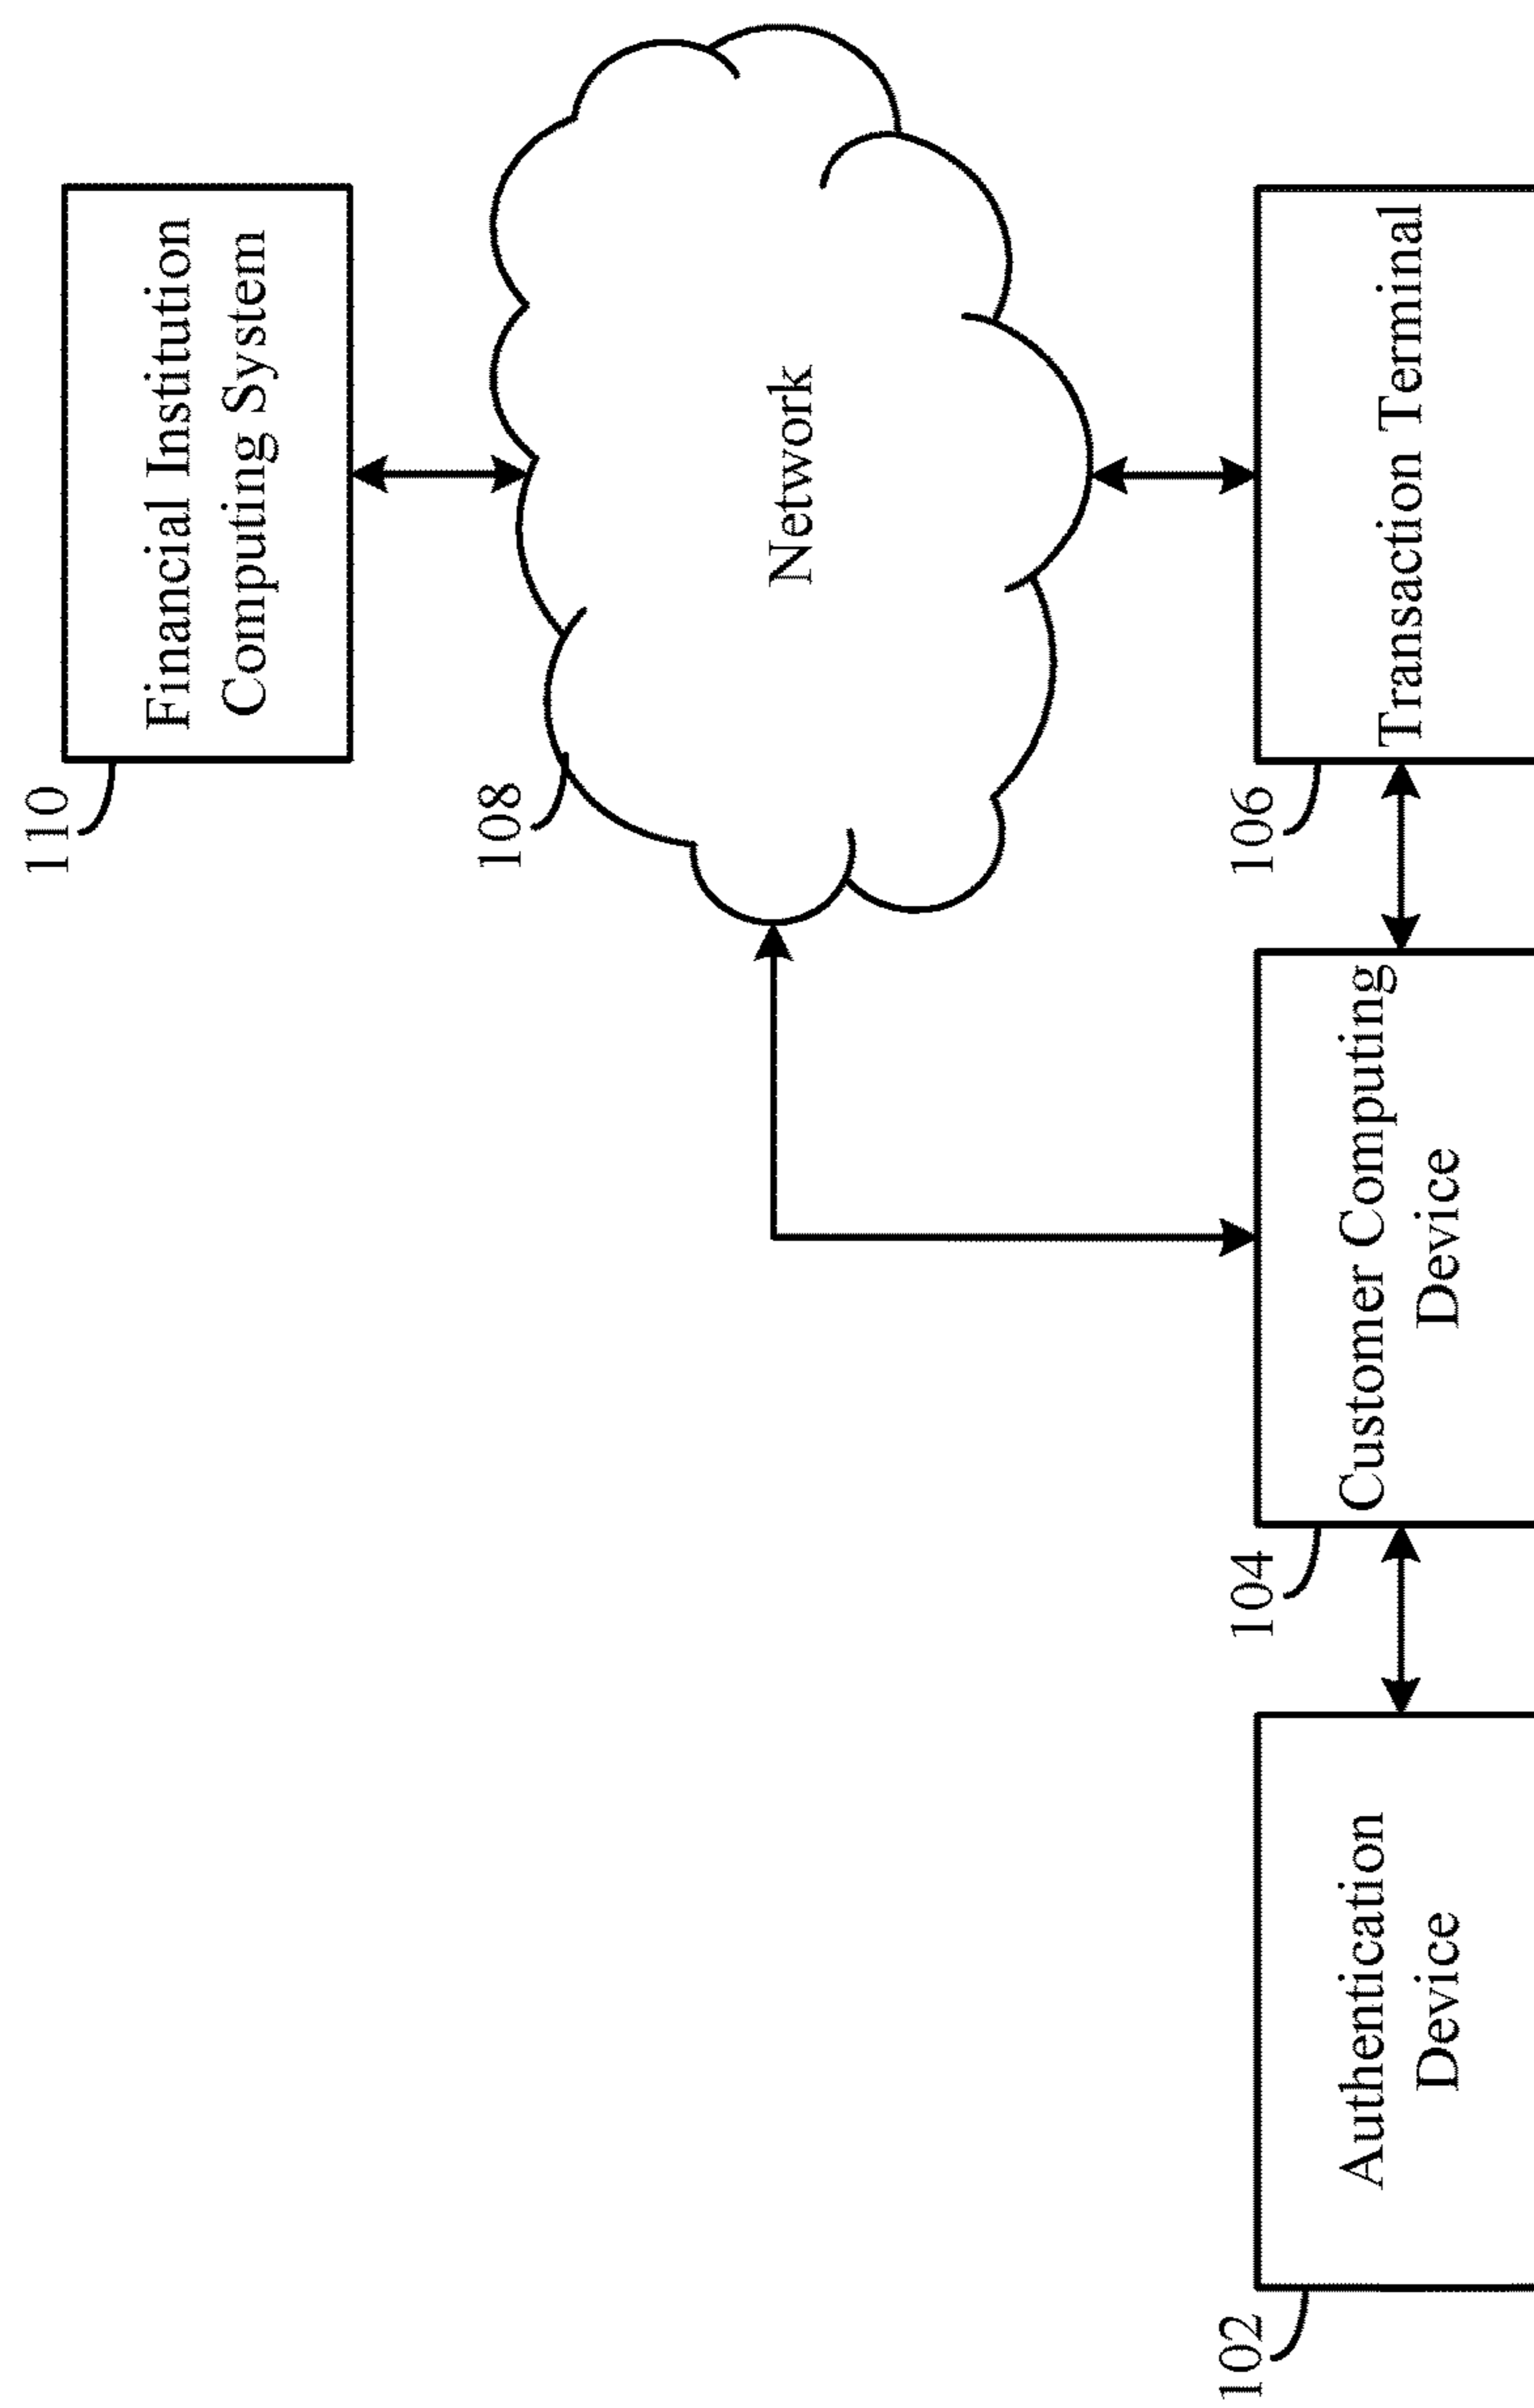 110
Financial Institution
Computing System
108
Network
102
Authentication
Device
104
Customer Computing
Device
106
Transaction Terminal